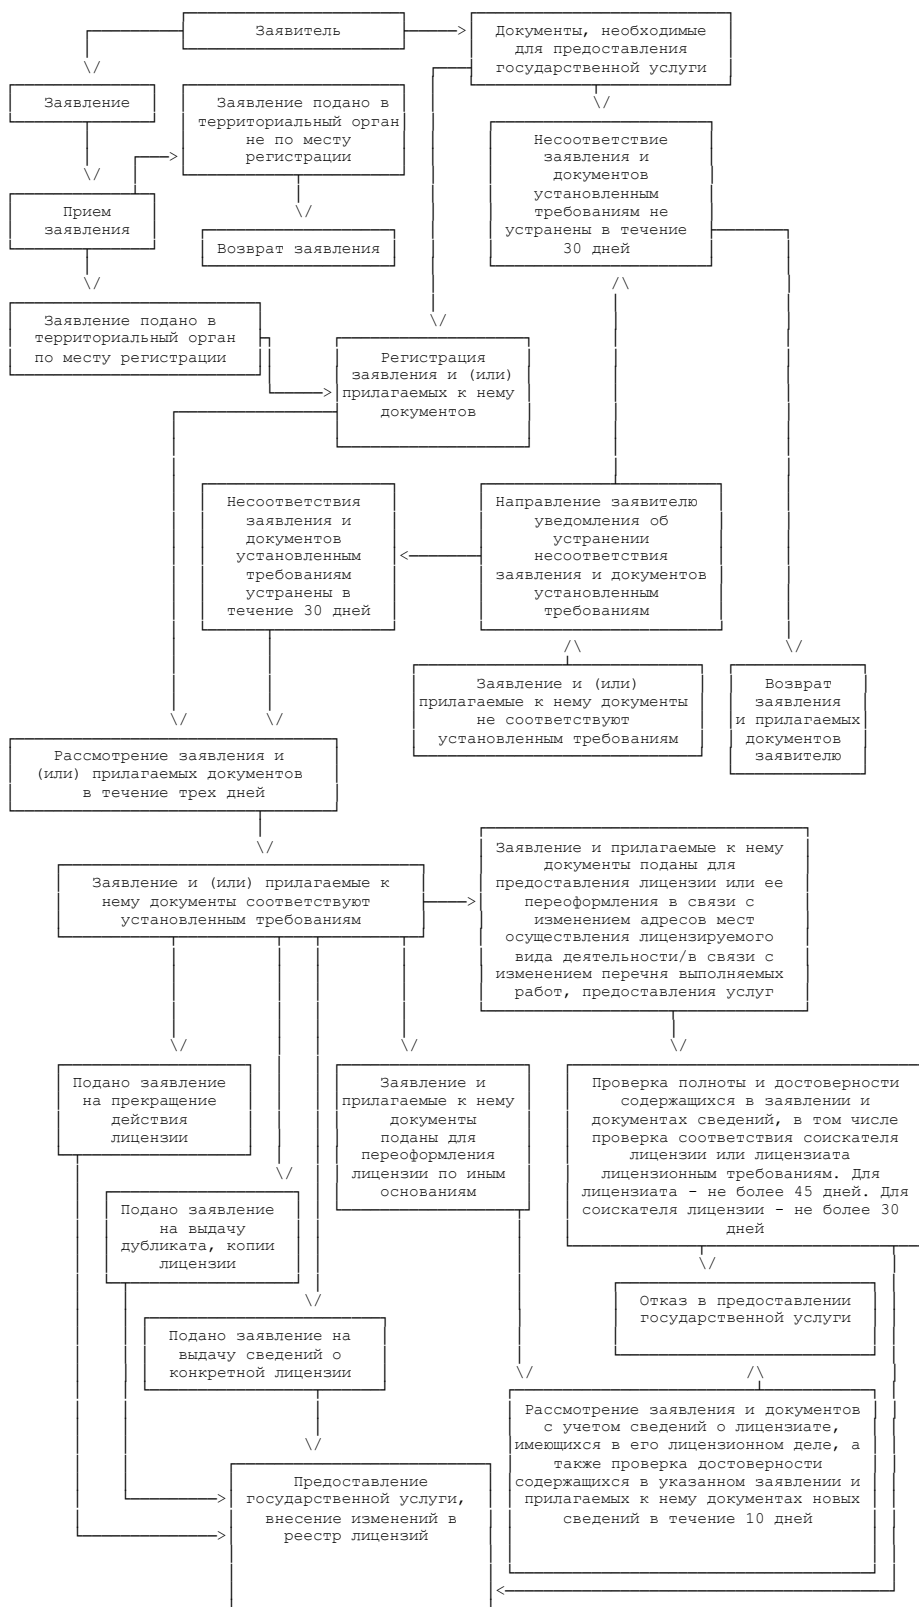 Заявитель
Документы, необходимые
для предоставления
государственной услуги
Заявление
Заявление подано в
территориальный орган
не по месту
регистрации
Несоответствие
заявления и
документов
установленным
требованиям не
устранены в течение
30 дней
Прием
заявления
Возврат заявления
Заявление подано в
территориальный орган
по месту регистрации
Регистрация
заявления и (или)
прилагаемых к нему
документов
Несоответствия
заявления и
документов
установленным
требованиям
устранены в
течение 30 дней
Направление заявителю
уведомления об
устранении
несоответствия
заявления и документов
установленным
требованиям
Заявление и (или)
прилагаемые к нему документы
не соответствуют
установленным требованиям
Возврат
заявления
и прилагаемых
документов
заявителю
Рассмотрение заявления и
(или) прилагаемых документов
в течение трех дней
Заявление и (или) прилагаемые к
нему документы соответствуют
установленным требованиям
Заявление и прилагаемые к нему
документы поданы для
предоставления лицензии или ее
переоформления в связи с
изменением адресов мест
осуществления лицензируемого
вида деятельности/в связи с
изменением перечня выполняемых
работ, предоставления услуг
Подано заявление
на прекращение
действия
лицензии
Заявление и
прилагаемые к нему
документы
поданы для
переоформления
лицензии по иным
основаниям
Проверка полноты и достоверности
содержащихся в заявлении и
документах сведений, в том числе
проверка соответствия соискателя
лицензии или лицензиата
лицензионным требованиям. Для
лицензиата - не более 45 дней. Для
соискателя лицензии - не более 30
дней
Подано заявление
на выдачу
дубликата, копии
лицензии
Отказ в предоставлении
государственной услуги
Подано заявление на
выдачу сведений о
конкретной лицензии
Рассмотрение заявления и документов
с учетом сведений о лицензиате,
имеющихся в его лицензионном деле, а
также проверка достоверности
содержащихся в указанном заявлении и
прилагаемых к нему документах новых
сведений в течение 10 дней
Предоставление
государственной услуги,
внесение изменений в
реестр лицензий